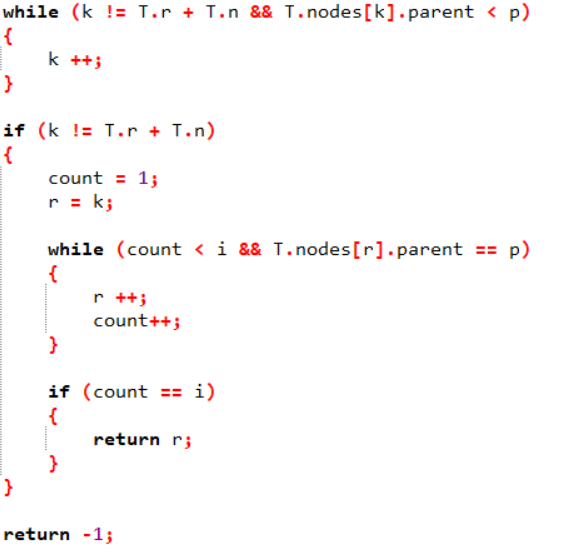 while (k != T.r + T.n && T.nodes[k].parent < p)
{
    k ++;
}
if (k != T.r + T.n)
{
    count = 1;
    r = k;
    while (count < i && T.nodes[r].parent == p)
    {
        r ++;
        count++;
    }
    if (count == i)
    {
        return r;
    }
}
return -1;